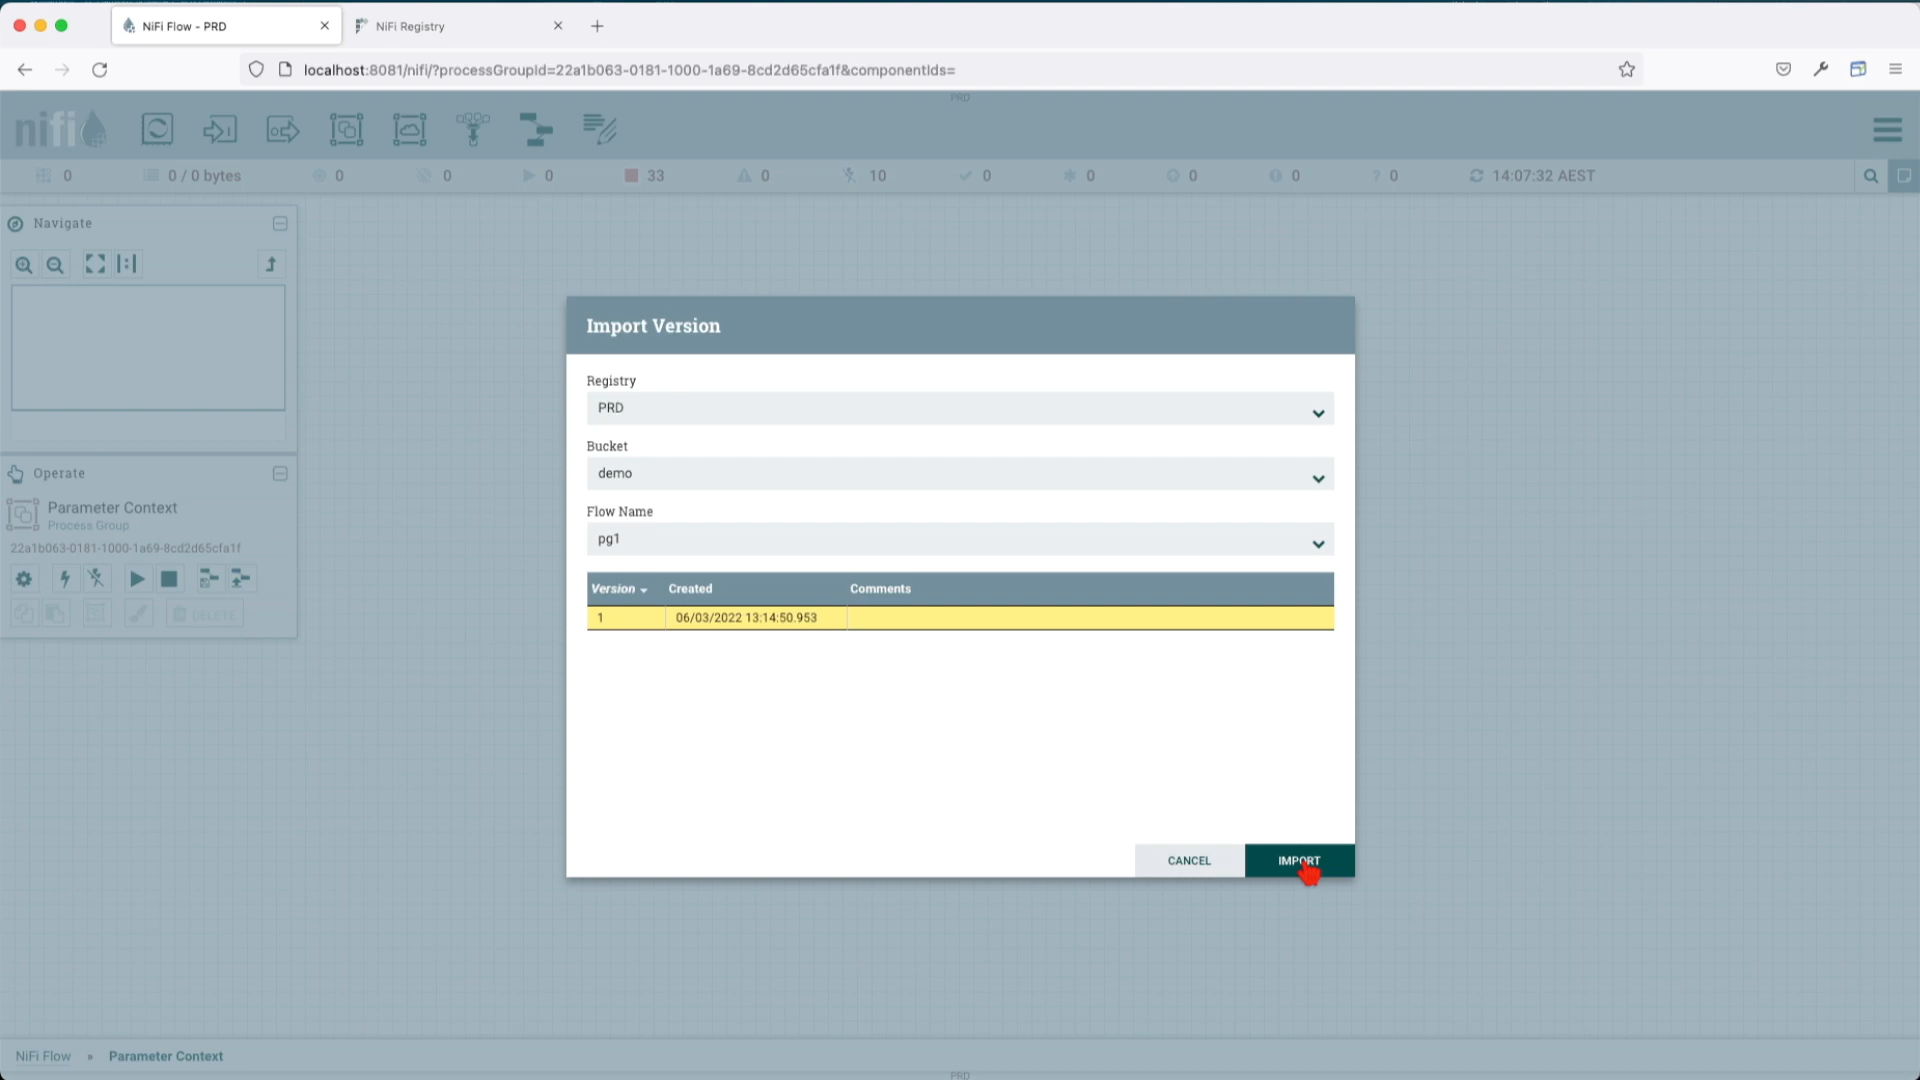 NiFi Flow - PRD
NiFi Registry
localhost:8081/nifi/?processGroupId=22a1b063-0181-1000-1a69-8cd2d65cfa1f&componentIds=
PRD
nifi
0
0 / 0 bytes
0
0
0
33
0
10
0
0
0
0
? 0
14:07:32 AEST
Navigate
Operate
Parameter Context
Process Group
22a1b063-0181-1000-1a69-8cd2d65cfa1f
DELETE
Import Version
Registry
PRD
Bucket
demo
Flow Name
pg1
Version Created Comments
1 06/03/2022 13:14:50.953
CANCEL
IMPORT
NiFi Flow » Parameter Context
PRD